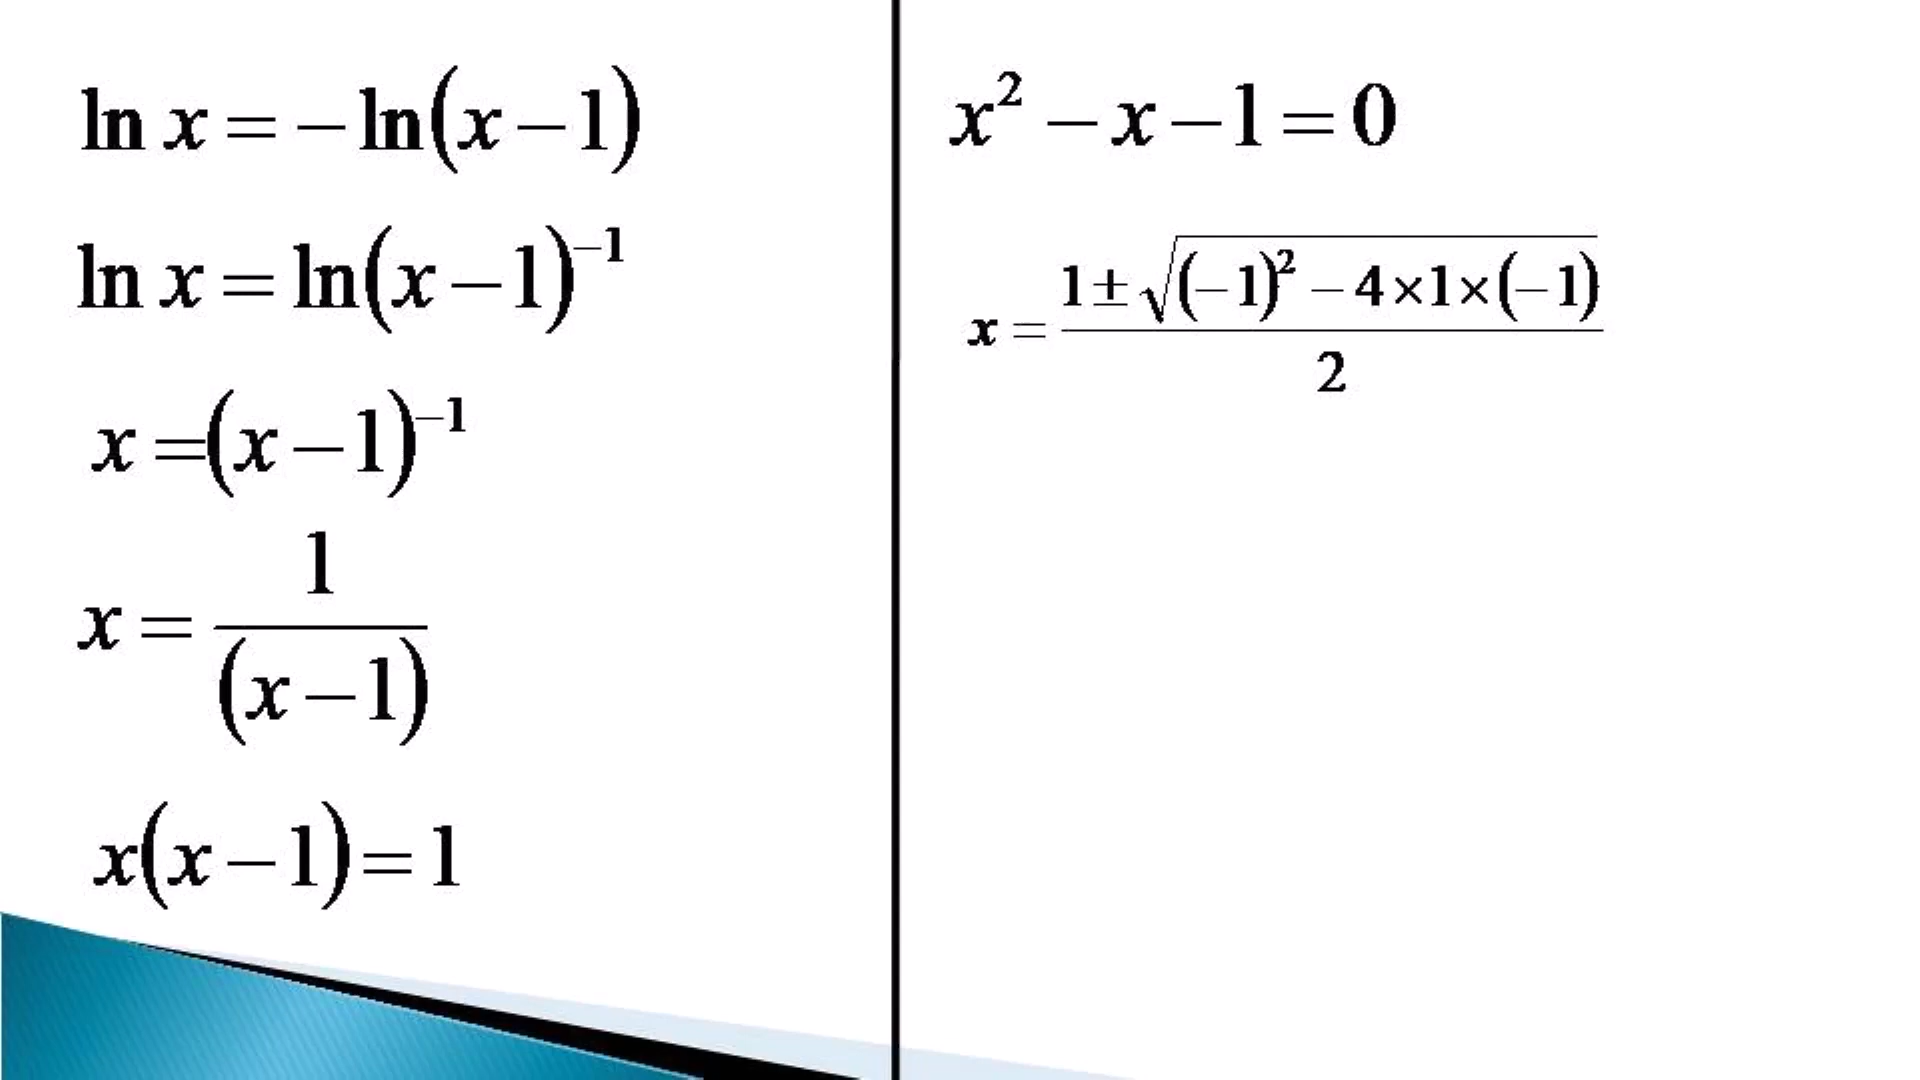 ln x = − ln(x − 1)
ln x = ln(x − 1)⁻¹
x = (x − 1)⁻¹
x = 1/(x − 1)
x(x − 1) = 1
x² − x − 1 = 0
x = (1 ± √((−1)² − 4 × 1 × (−1)))/2